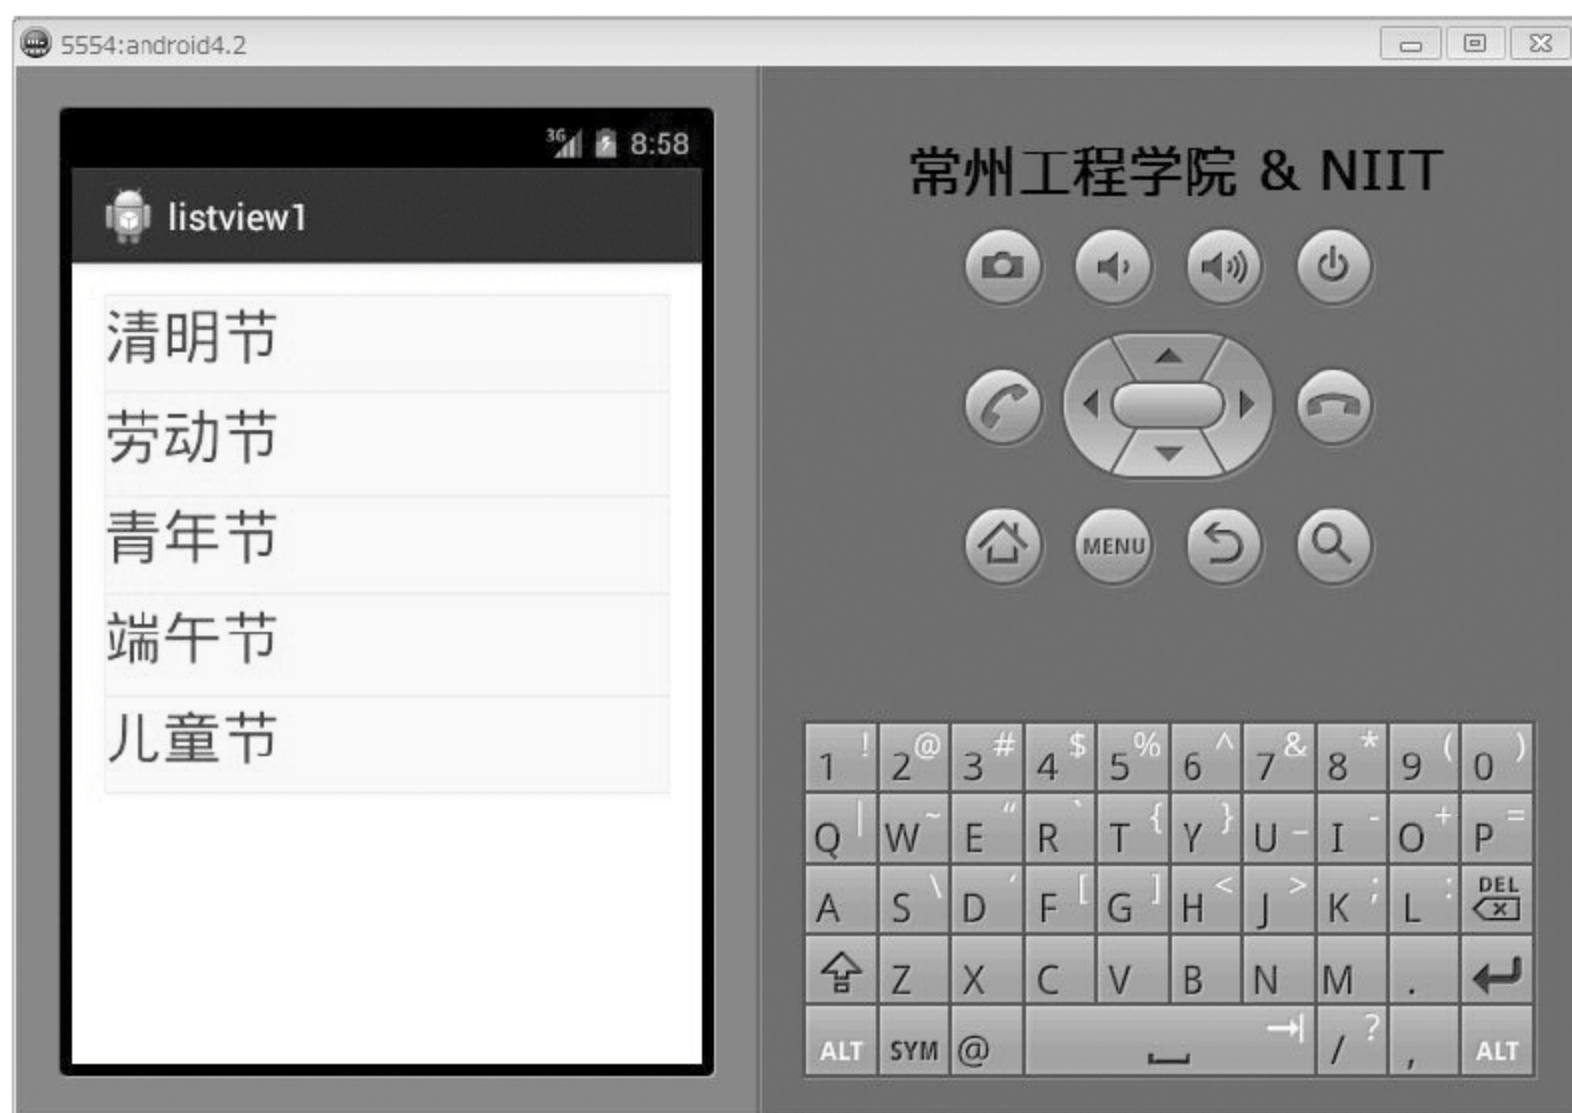 5554:android4.2
3G 8:58
listview1
清明节
劳动节
青年节
端午节
儿童节
常州工程学院 & NIIT
MENU
1 ! 2 @ 3 # 4 $ 5 % 6 ^ 7 & 8 * 9 ( 0 )
Q | W ~ E " R ` T { Y } U _ I - O + P =
A S \ D ' F [ G ] H < J > K ; L : DEL
Z X C V B N M .
ALT SYM @ / ? , ALT